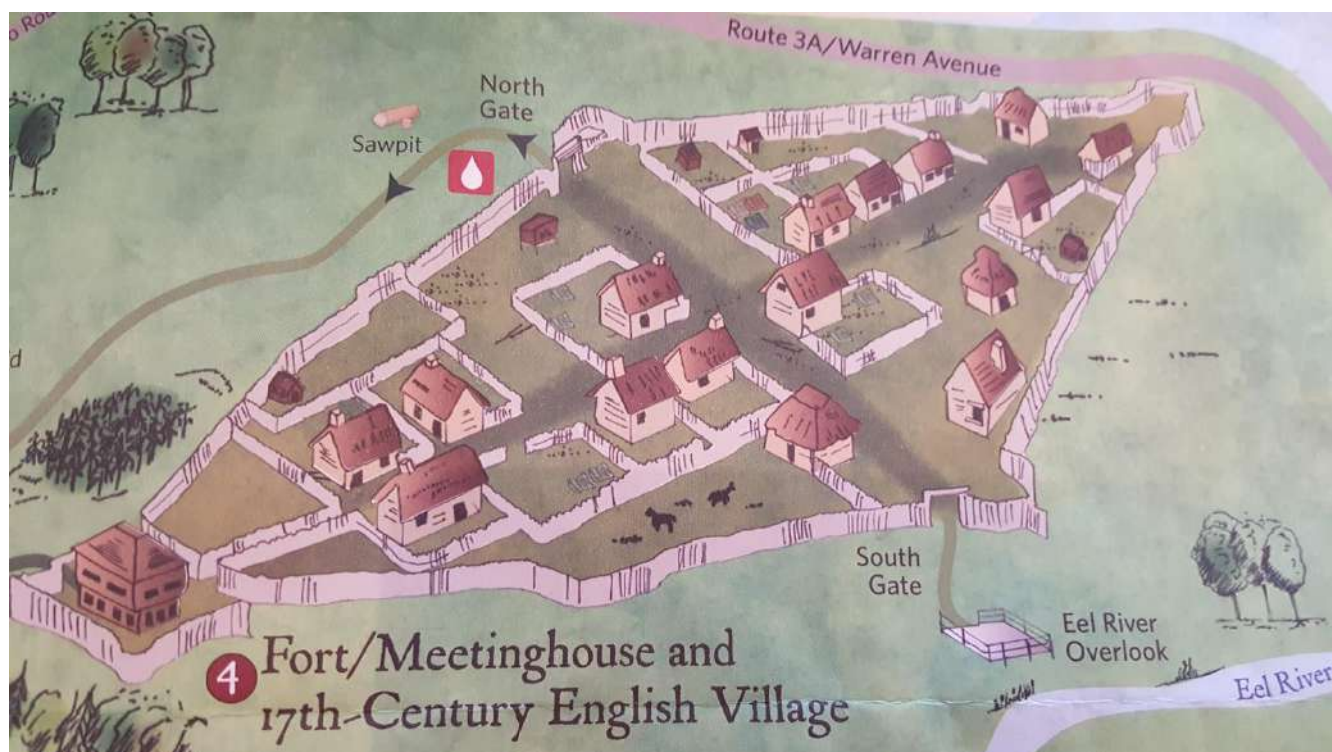 Route 3A/Warren Avenue
North
Gate
Sawpit
d
South
Gate
Eel River
Overlook
Eel River
4 Fort/Meetinghouse and
17th-Century English Village